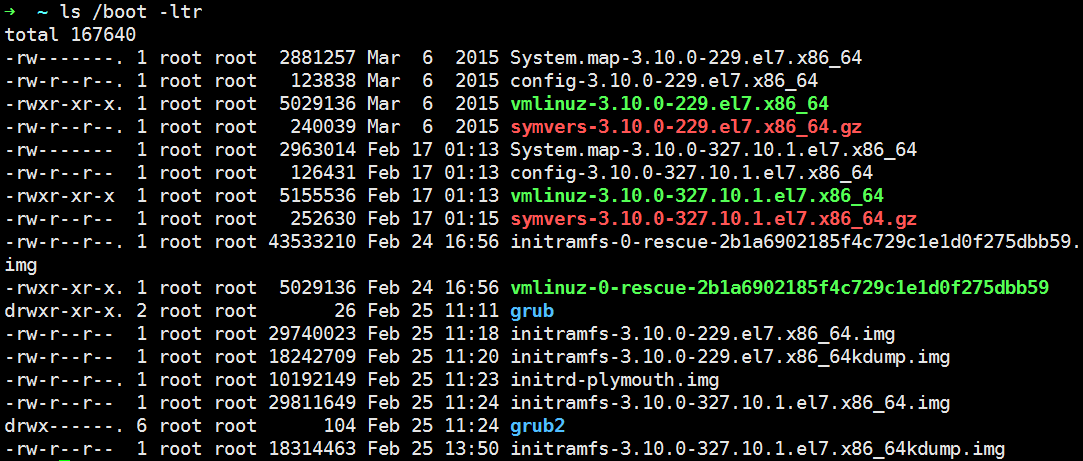 →  ~ ls /boot -ltr
total 167640
-rw-------. 1 root root  2881257 Mar  6  2015 System.map-3.10.0-229.el7.x86_64
-rw-r--r--. 1 root root   123838 Mar  6  2015 config-3.10.0-229.el7.x86_64
-rwxr-xr-x. 1 root root  5029136 Mar  6  2015 vmlinuz-3.10.0-229.el7.x86_64
-rw-r--r--. 1 root root   240039 Mar  6  2015 symvers-3.10.0-229.el7.x86_64.gz
-rw-------  1 root root  2963014 Feb 17 01:13 System.map-3.10.0-327.10.1.el7.x86_64
-rw-r--r--  1 root root   126431 Feb 17 01:13 config-3.10.0-327.10.1.el7.x86_64
-rwxr-xr-x  1 root root  5155536 Feb 17 01:13 vmlinuz-3.10.0-327.10.1.el7.x86_64
-rw-r--r--  1 root root   252630 Feb 17 01:15 symvers-3.10.0-327.10.1.el7.x86_64.gz
-rw-r--r--. 1 root root 43533210 Feb 24 16:56 initramfs-0-rescue-2b1a6902185f4c729c1e1d0f275dbb59.
img
-rwxr-xr-x. 1 root root  5029136 Feb 24 16:56 vmlinuz-0-rescue-2b1a6902185f4c729c1e1d0f275dbb59
drwxr-xr-x. 2 root root       26 Feb 25 11:11 grub
-rw-r--r--  1 root root 29740023 Feb 25 11:18 initramfs-3.10.0-229.el7.x86_64.img
-rw-r--r--  1 root root 18242709 Feb 25 11:20 initramfs-3.10.0-229.el7.x86_64kdump.img
-rw-r--r--. 1 root root 10192149 Feb 25 11:23 initrd-plymouth.img
-rw-r--r--  1 root root 29811649 Feb 25 11:24 initramfs-3.10.0-327.10.1.el7.x86_64.img
drwx------. 6 root root      104 Feb 25 11:24 grub2
-rw-r--r--  1 root root 18314463 Feb 25 13:50 initramfs-3.10.0-327.10.1.el7.x86_64kdump.img